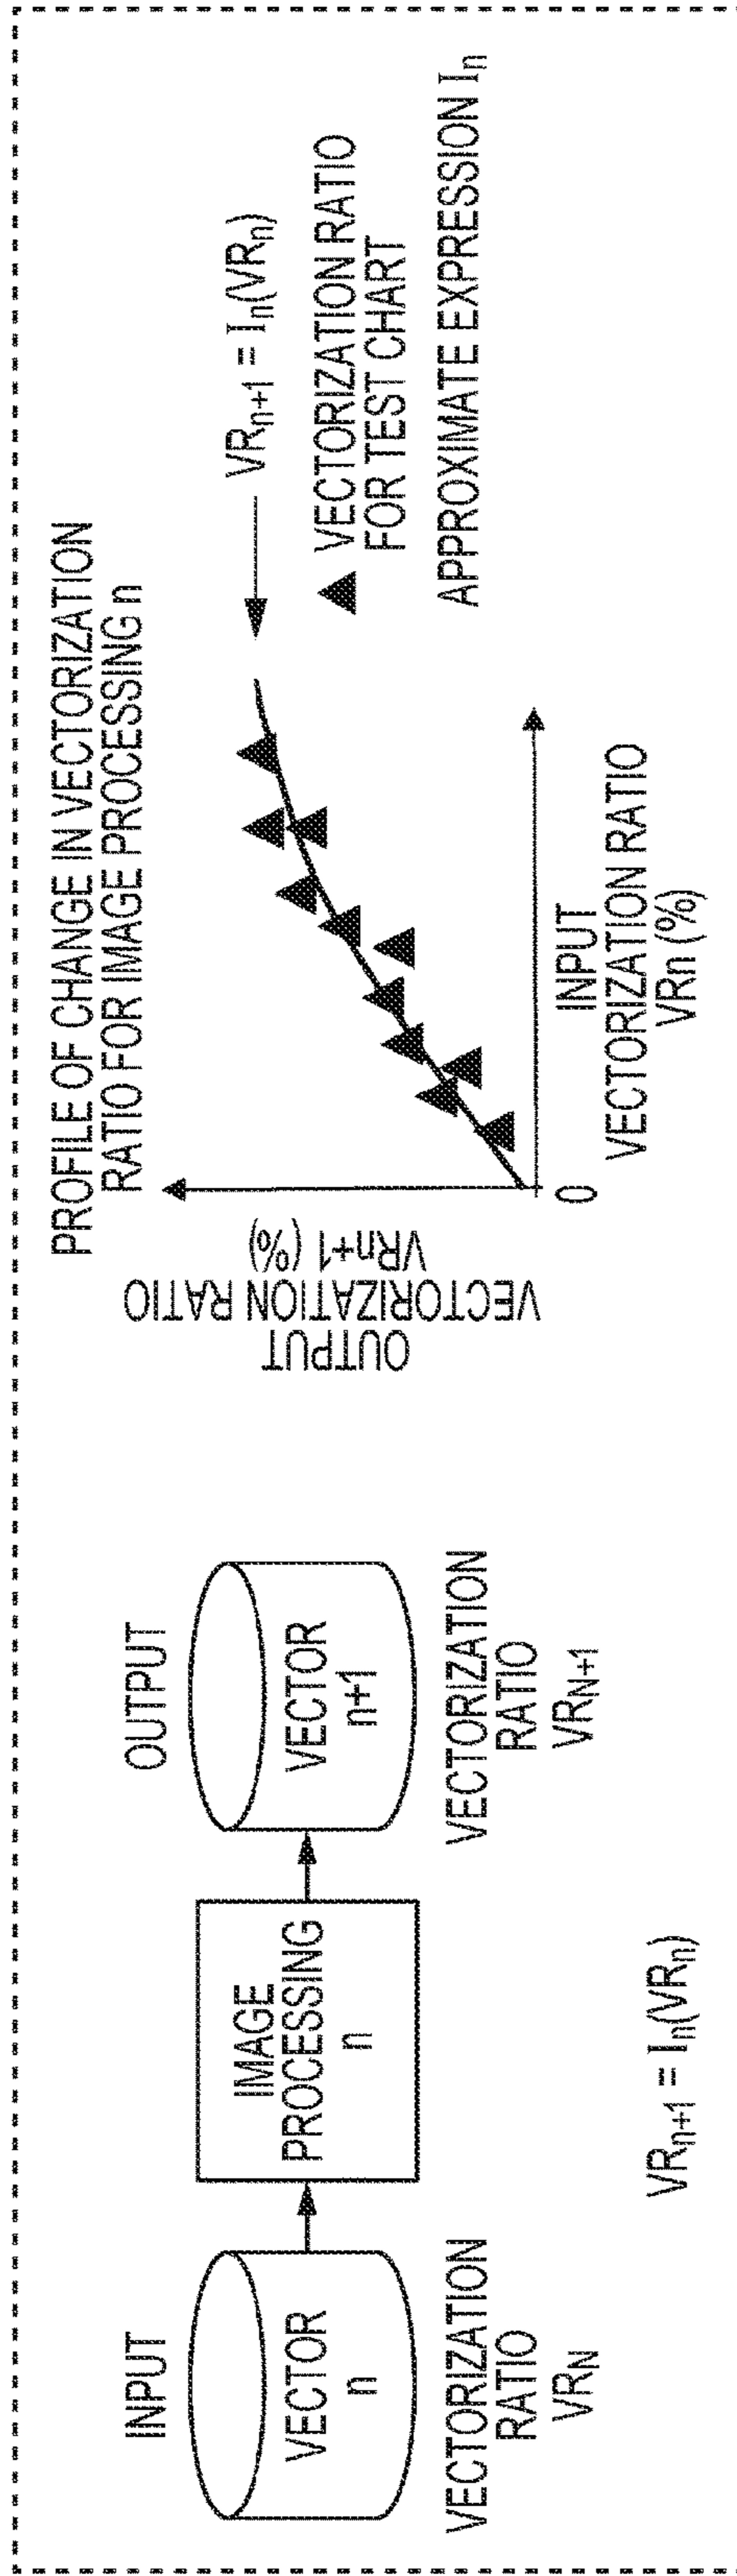 INPUT
VECTOR
n
VECTORIZATION
RATIO
VR_N
IMAGE
PROCESSING
n
OUTPUT
VECTOR
n+1
VECTORIZATION
RATIO
VR_N+1
VR_n+1 = I_n(VR_n)
PROFILE OF CHANGE IN VECTORIZATION
RATIO FOR IMAGE PROCESSING n
OUTPUT
VECTORIZATION RATIO
VRn+1 (%)
0
INPUT
VECTORIZATION RATIO
VRn (%)
VR_n+1 = I_n(VR_n)
VECTORIZATION RATIO
FOR TEST CHART
APPROXIMATE EXPRESSION I_n